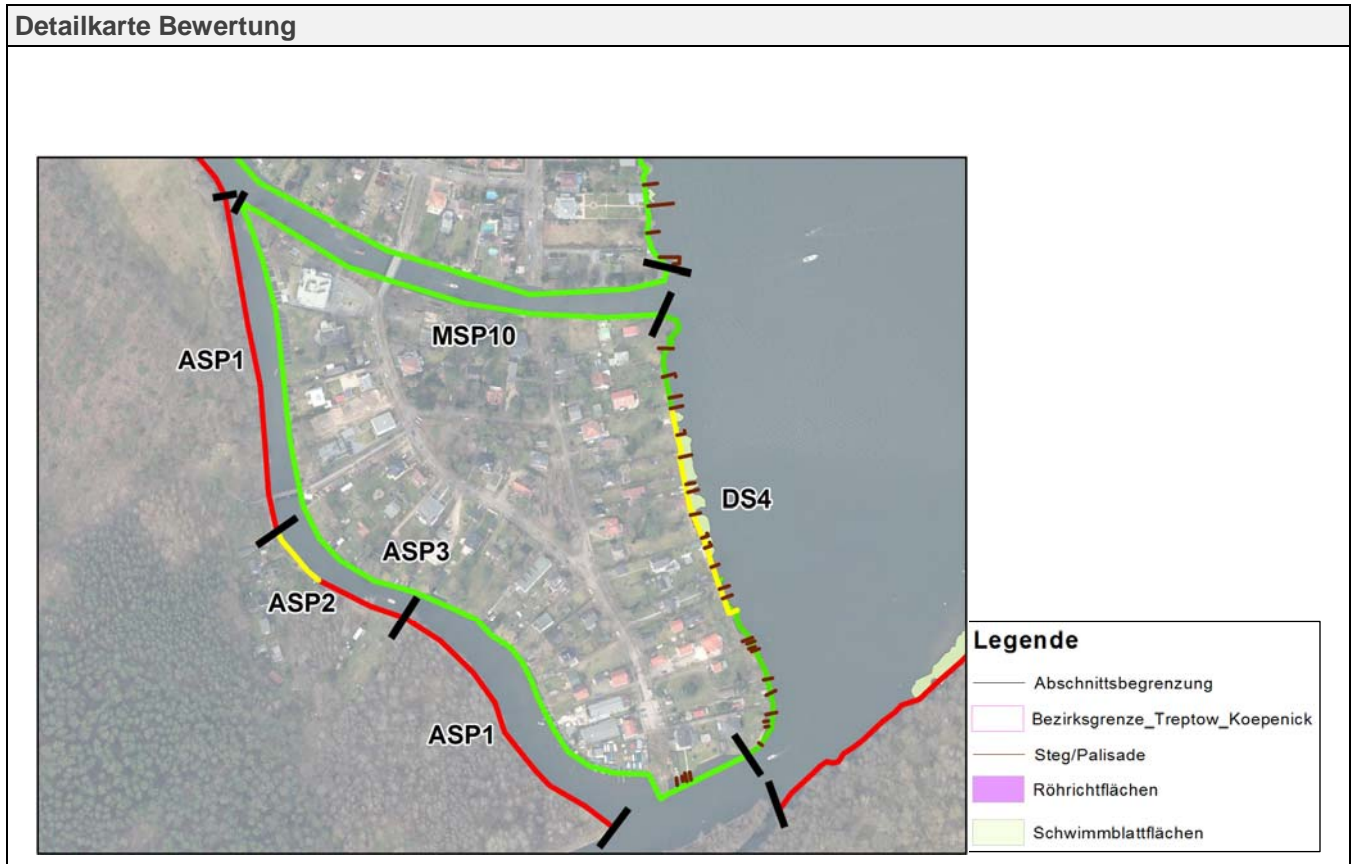 Detailkarte Bewertung
MSP10
ASP1
DS4
ASP3
ASP2
ASP1
Legende
Abschnittsbegrenzung
Bezirksgrenze_Treptow_Koepenick
Steg/Palisade
Röhrichtflächen
Schwimmblattflächen